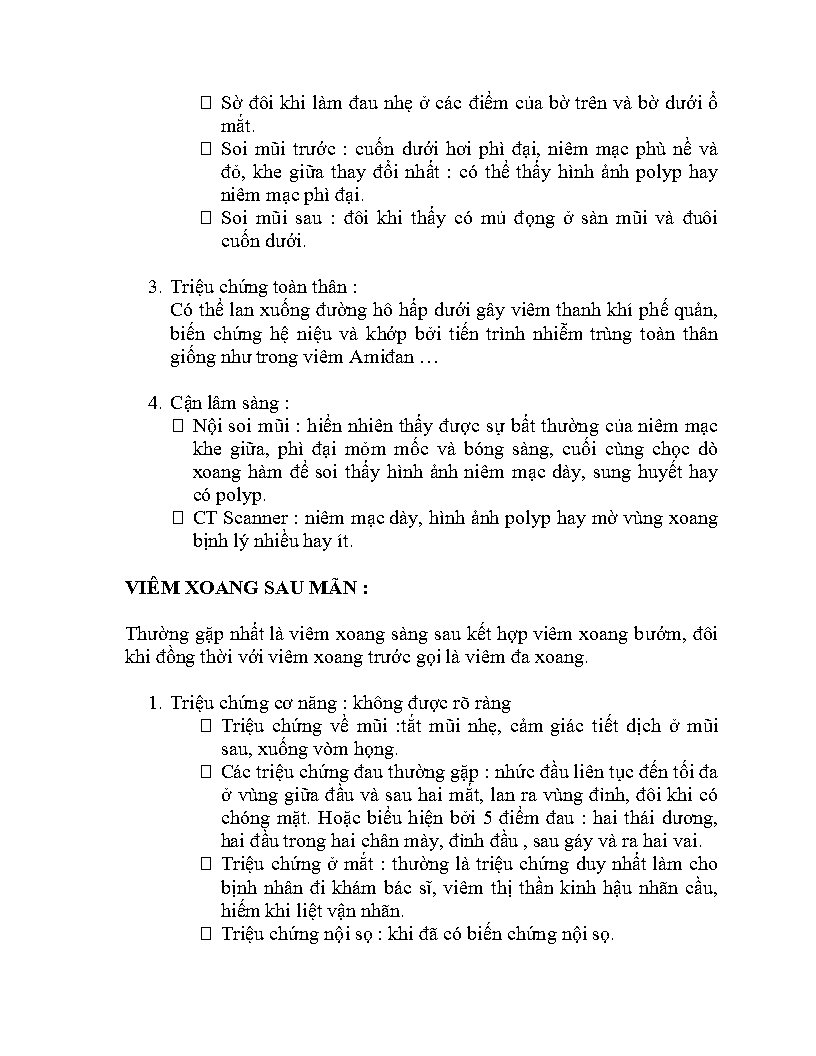 □ Sờ đôi khi làm đau nhẹ ở các điểm của bờ trên và bờ dưới ổ
mắt.
□ Soi mũi trước : cuốn dưới hơi phì đại, niêm mạc phù nề và
đỏ, khe giữa thay đổi nhất : có thể thấy hình ảnh polyp hay
niêm mạc phì đại.
□ Soi mũi sau : đôi khi thấy có mủ đọng ở sàn mũi và đuôi
cuốn dưới.
3. Triệu chứng toàn thân :
Có thể lan xuống đường hô hấp dưới gây viêm thanh khí phế quản,
biến chứng hệ niệu và khớp bởi tiến trình nhiễm trùng toàn thân
giống như trong viêm Amiđan …
4. Cận lâm sàng :
□ Nội soi mũi : hiển nhiên thấy được sự bất thường của niêm mạc
khe giữa, phì đại mỏm mốc và bóng sàng, cuối cùng chọc dò
xoang hàm để soi thấy hình ảnh niêm mạc dày, sung huyết hay
có polyp.
□ CT Scanner : niêm mạc dày, hình ảnh polyp hay mờ vùng xoang
bịnh lý nhiều hay ít.
VIÊM XOANG SAU MÃN :
Thường gặp nhất là viêm xoang sàng sau kết hợp viêm xoang bướm, đôi
khi đồng thời với viêm xoang trước gọi là viêm đa xoang.
1. Triệu chứng cơ năng : không được rõ ràng
□ Triệu chứng về mũi :tắt mũi nhẹ, cảm giác tiết dịch ở mũi
sau, xuống vòm họng.
□ Các triệu chứng đau thường gặp : nhức đầu liên tục đến tối đa
ở vùng giữa đầu và sau hai mắt, lan ra vùng đỉnh, đôi khi có
chóng mặt. Hoặc biểu hiện bởi 5 điểm đau : hai thái dương,
hai đầu trong hai chân mày, đỉnh đầu , sau gáy và ra hai vai.
□ Triệu chứng ở mắt : thường là triệu chứng duy nhất làm cho
bịnh nhân đi khám bác sĩ, viêm thị thần kinh hậu nhãn cầu,
hiếm khi liệt vận nhãn.
□ Triệu chứng nội sọ : khi đã có biến chứng nội sọ.